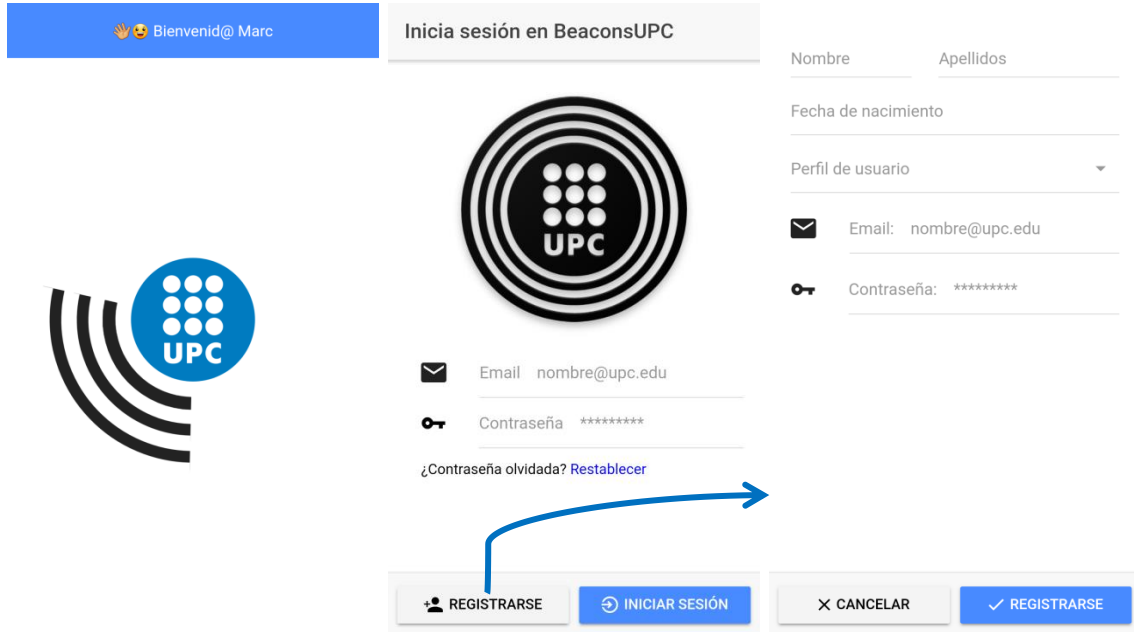 👋😉 Bienvenid@ Marc
UPC
Inicia sesión en BeaconsUPC
UPC
Email nombre@upc.edu
Contraseña *********
¿Contraseña olvidada? Restablecer
REGISTRARSE
INICIAR SESIÓN
Nombre
Apellidos
Fecha de nacimiento
Perfil de usuario
Email: nombre@upc.edu
Contraseña: *********
CANCELAR
REGISTRARSE